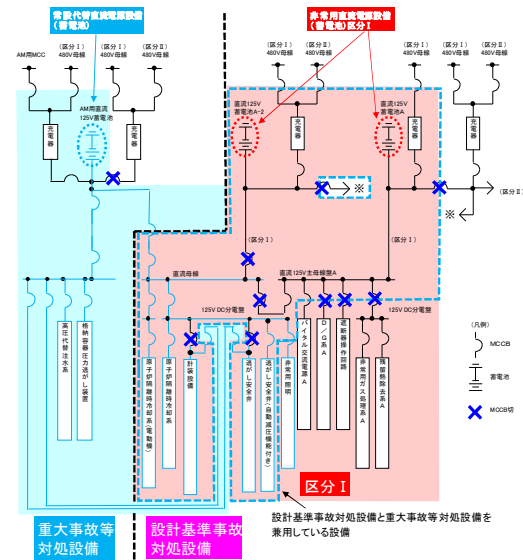 常設代替直流電源設備
(蓄電池)
非常用直流電源設備
(蓄電池)区分Ⅰ
AM用MCC
(区分Ⅰ)
480V母線
(区分Ⅰ)
480V母線
(区分Ⅱ)
480V母線
(区分Ⅰ)
480V母線
(区分Ⅱ)
480V母線
(区分Ⅰ)
480V母線
(区分Ⅰ)
480V母線
(区分Ⅱ)
480V母線
AM用直流
125V蓄電池
直流125V
蓄電池A-2
直流125V
蓄電池A
充電器
充電器
充電器
充電器
充電器
※
(区分Ⅱ)
※
(区分Ⅰ)
(区分Ⅰ)
直流母線
直流125V主母線盤A
125V DC分電盤
125V DC分電盤
高圧代替注水系
格納容器圧力逃がし装置
原子炉隔離時冷却系(電動機)
原子炉隔離時冷却系
計装設備
逃がし安全弁
逃がし安全弁(自動減圧機能付き)
非常用照明
バイタル交流電源A
D/G系A
遮断器操作回路
非常用ガス処理系A
残留熱除去系A
(凡例)
MCCB
蓄電池
MCCB切
区分Ⅰ
設計基準事故対処設備と重大事故等対処設備を
兼用している設備
重大事故等
対処設備
設計基準事故
対処設備